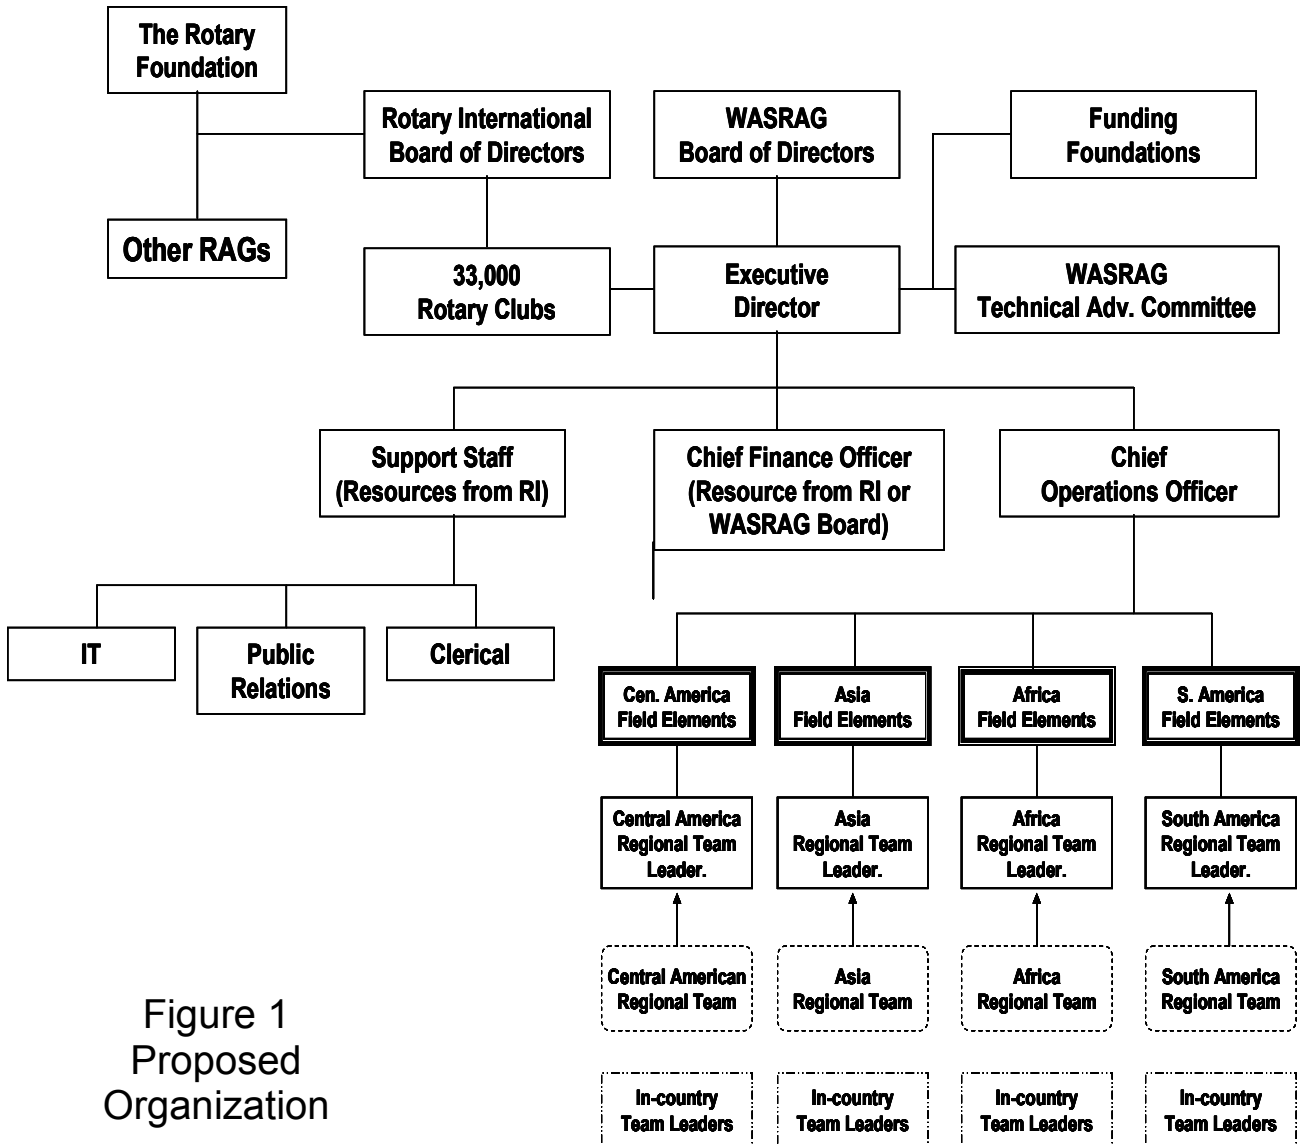 The Rotary
Foundation
Rotary International
Board of Directors
WASRAG
Board of Directors
Funding
Foundations
Other RAGs
33,000
Rotary Clubs
Executive
Director
WASRAG
Technical Adv. Committee
Support Staff
(Resources from RI)
Chief Finance Officer
(Resource from RI or
WASRAG Board)
Chief
Operations Officer
IT
Public
Relations
Clerical
Cen. America
Field Elements
Asia
Field Elements
Africa
Field Elements
S. America
Field Elements
Central America
Regional Team
Leader.
Asia
Regional Team
Leader.
Africa
Regional Team
Leader.
South America
Regional Team
Leader.
Central American
Regional Team
Asia
Regional Team
Africa
Regional Team
South America
Regional Team
In-country
Team Leaders
In-country
Team Leaders
In-country
Team Leaders
In-country
Team Leaders
Figure 1
Proposed
Organization